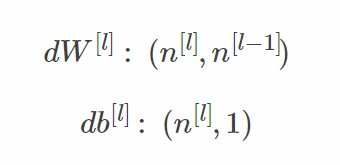 dW^[l] : (n^[l], n^[l−1])
db^[l] : (n^[l], 1)